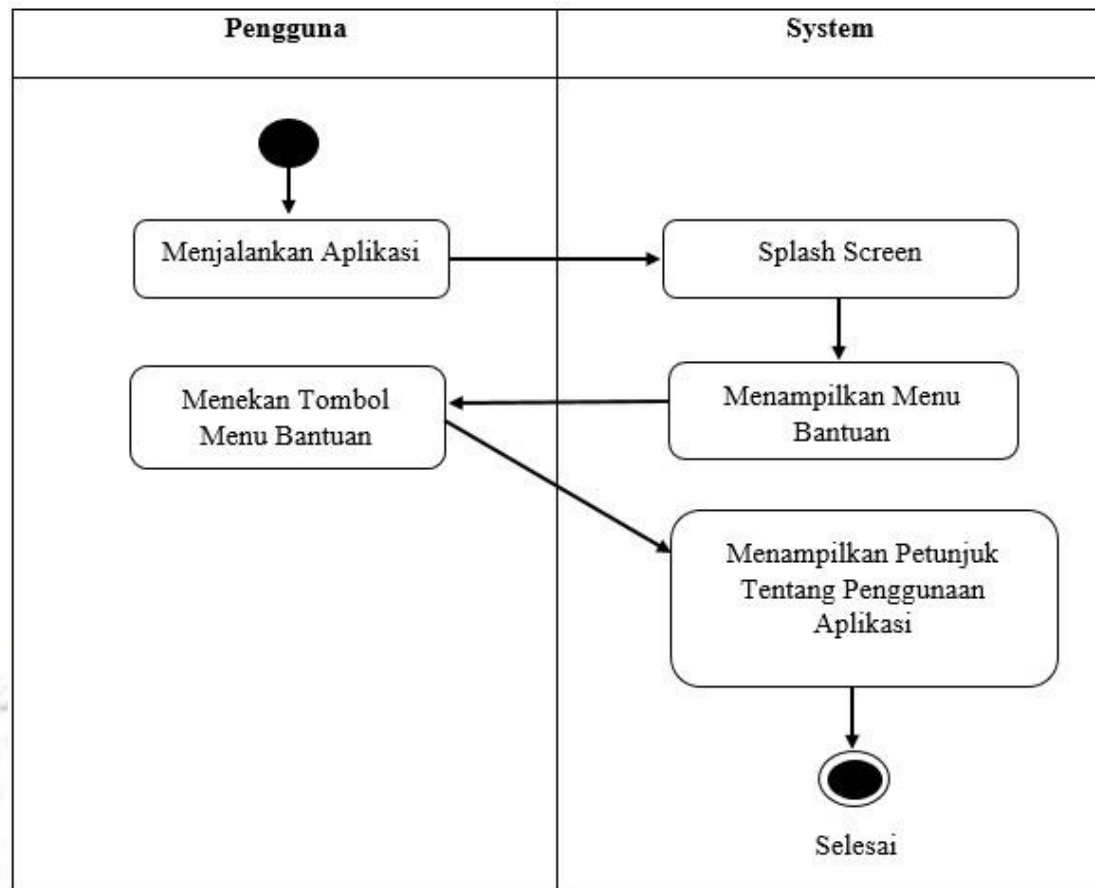 Pengguna
System
Menjalankan Aplikasi
Splash Screen
Menampilkan Menu
Bantuan
Menekan Tombol
Menu Bantuan
Menampilkan Petunjuk
Tentang Penggunaan
Aplikasi
Selesai